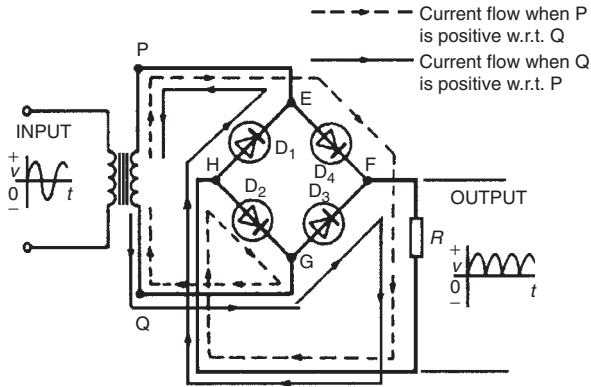 Current flow when P
is positive w.r.t. Q
Current flow when Q
is positive w.r.t. P
P
E
INPUT
D1
D4
H
F
D2
D3
OUTPUT
+
v
0
−
t
R
G
+
v
0
−
t
Q